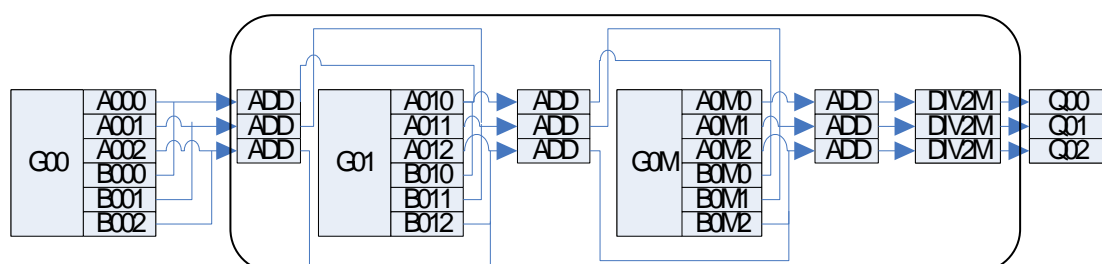 A000 ADD A010 ADD A0M0 ADD DIV2M Q00
A001 ADD A011 ADD A0M1 ADD DIV2M Q01
A002 ADD A012 ADD A0M2 ADD DIV2M Q02
G00 G01 G0M
B000 B010 B0M0
B001 B011 B0M1
B002 B012 B0M2